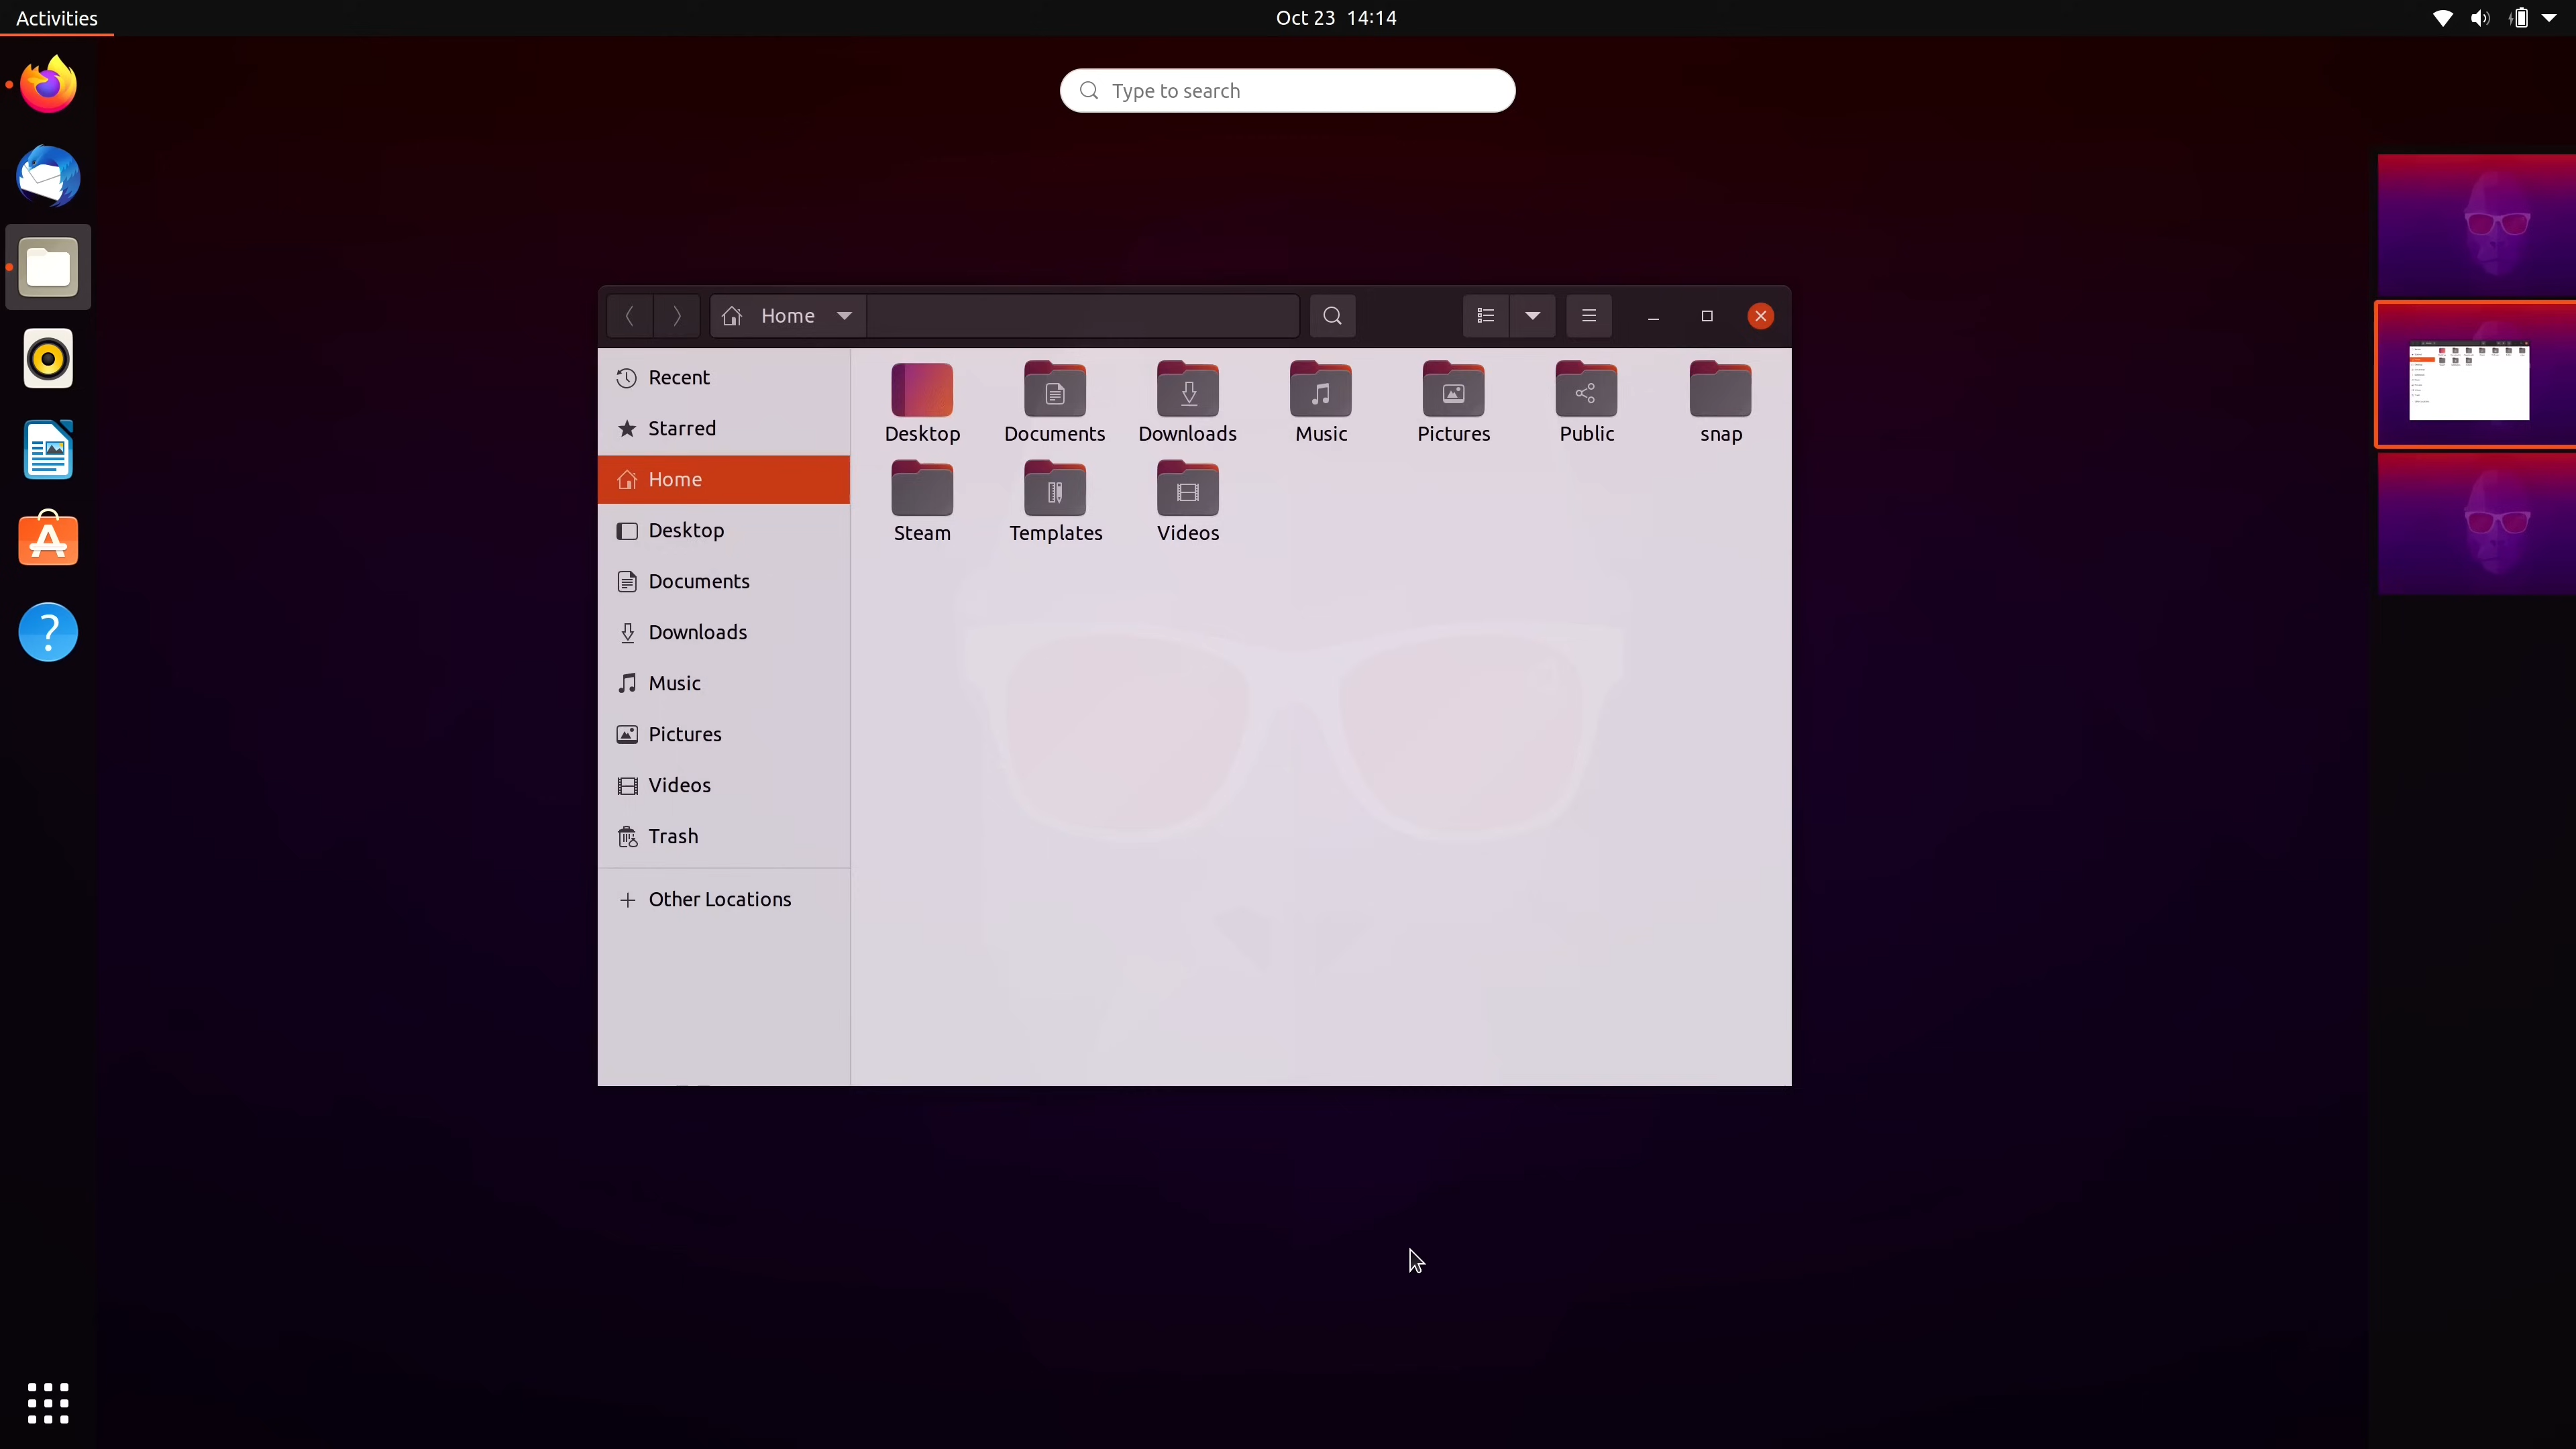 Activities
Oct 23 14:14
Type to search
Home
Recent
Starred
Home
Desktop
Documents
Downloads
Music
Pictures
Videos
Trash
Other Locations
Desktop Documents Downloads Music Pictures Public snap
Steam Templates Videos